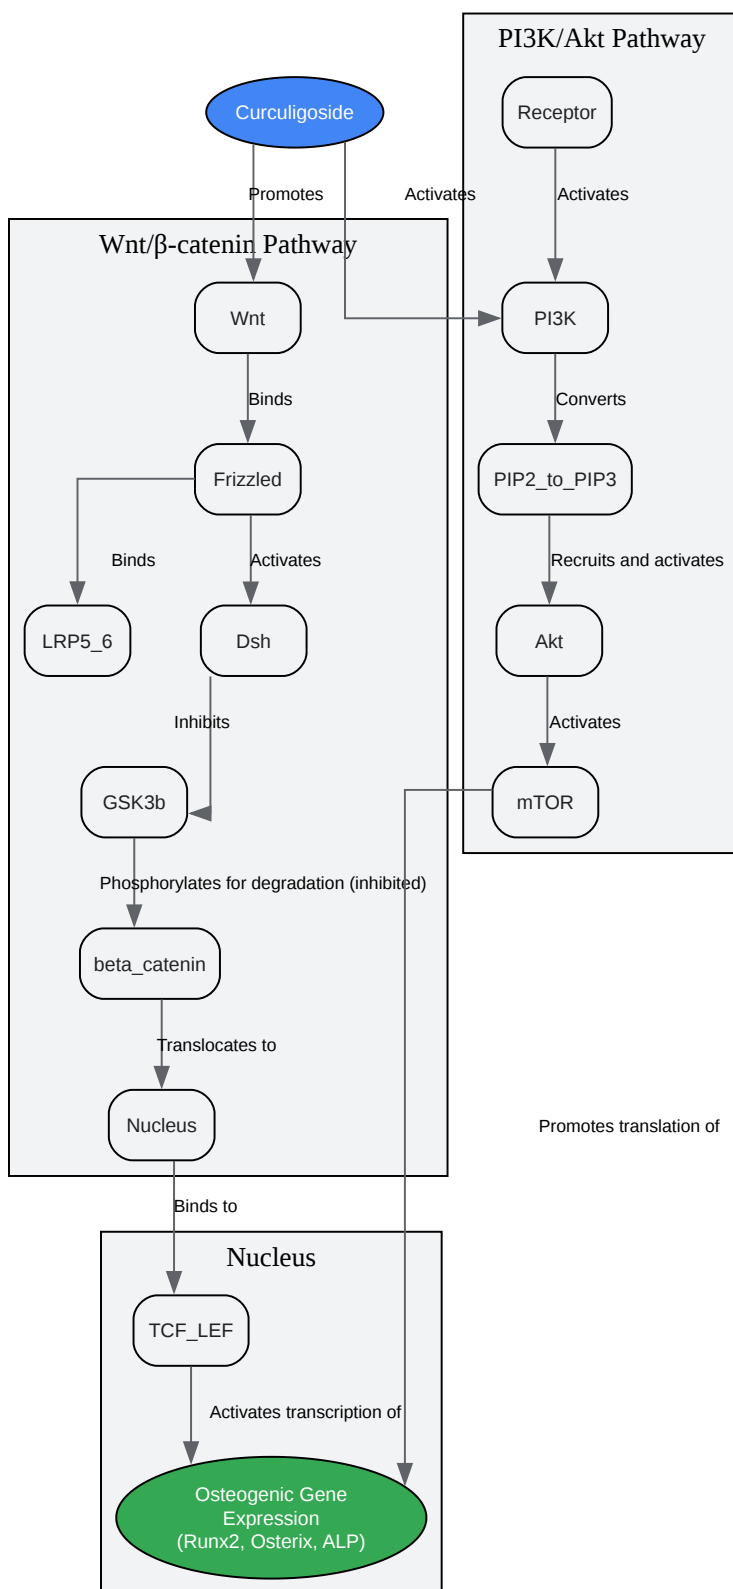 PI3K/Akt Pathway
Curculigoside
Receptor
Promotes
Activates
Activates
Wnt/β-catenin Pathway
Wnt
PI3K
Binds
Converts
Frizzled
PIP2_to_PIP3
Binds
Activates
Recruits and activates
LRP5_6
Dsh
Akt
Inhibits
Activates
GSK3b
mTOR
Phosphorylates for degradation (inhibited)
beta_catenin
Translocates to
Nucleus
Promotes translation of
Binds to
Nucleus
TCF_LEF
Activates transcription of
Osteogenic Gene
Expression
(Runx2, Osterix, ALP)